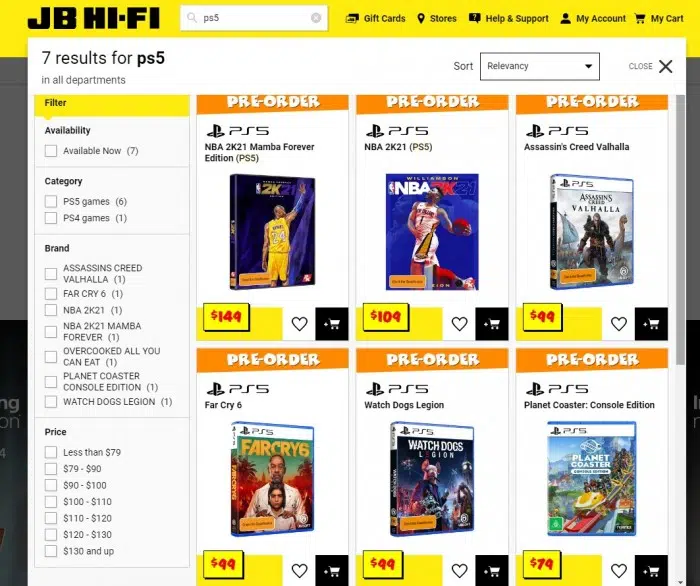 JB HI-FI
ps5
Gift Cards
Stores
Help & Support
My Account
My Cart
7 results for ps5
in all departments
Sort
Relevancy
CLOSE
Filter
Availability
Available Now (7)
Category
PS5 games (6)
PS4 games (1)
Brand
ASSASSINS CREED
VALHALLA (1)
FAR CRY 6 (1)
NBA 2K21 (1)
NBA 2K21 MAMBA
FOREVER (1)
OVERCOOKED ALL YOU
CAN EAT (1)
PLANET COASTER
CONSOLE EDITION (1)
WATCH DOGS LEGION (1)
Price
Less than $79
$79 - $90
$90 - $100
$100 - $110
$110 - $120
$120 - $130
$130 and up
PRE-ORDER
PS5
NBA 2K21 Mamba Forever
Edition (PS5)
2K21
$149
PRE-ORDER
PS5
NBA 2K21 (PS5)
WILLIAMSON
NBA 2K21
$109
PRE-ORDER
PS5
Assassin's Creed Valhalla
PS5
ASSASSIN'S
CREED
VALHALLA
$99
PRE-ORDER
PS5
Far Cry 6
PS5
FARCRY6
$99
PRE-ORDER
PS5
Watch Dogs Legion
PS5
WATCH DOGS
LEGION
$99
PRE-ORDER
PS5
Planet Coaster: Console Edition
PS5
PLANET
COASTER
CONSOLE EDITION
$79